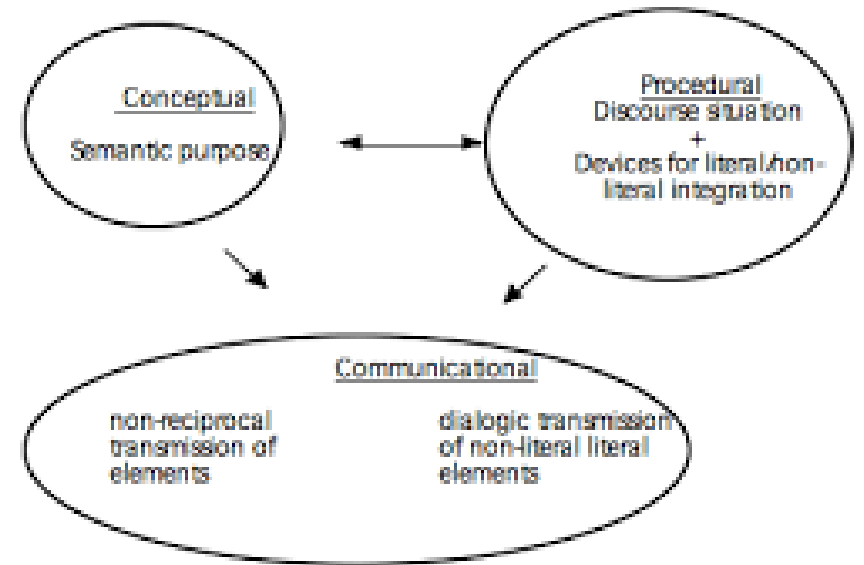 Conceptual
Semantic purpose
Procedural
Discourse situation
+
Devices for literal/non-
literal integration
Communicational
non-reciprocal
transmission of
elements
dialogic transmission
of non-literal literal
elements